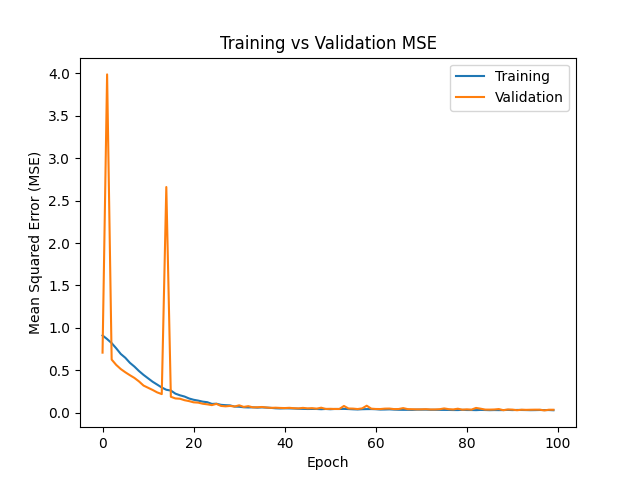 Training vs Validation MSE
Training
Validation
4.0
3.5
3.0
2.5
2.0
1.5
1.0
0.5
0.0
Mean Squared Error (MSE)
0 20 40 60 80 100
Epoch